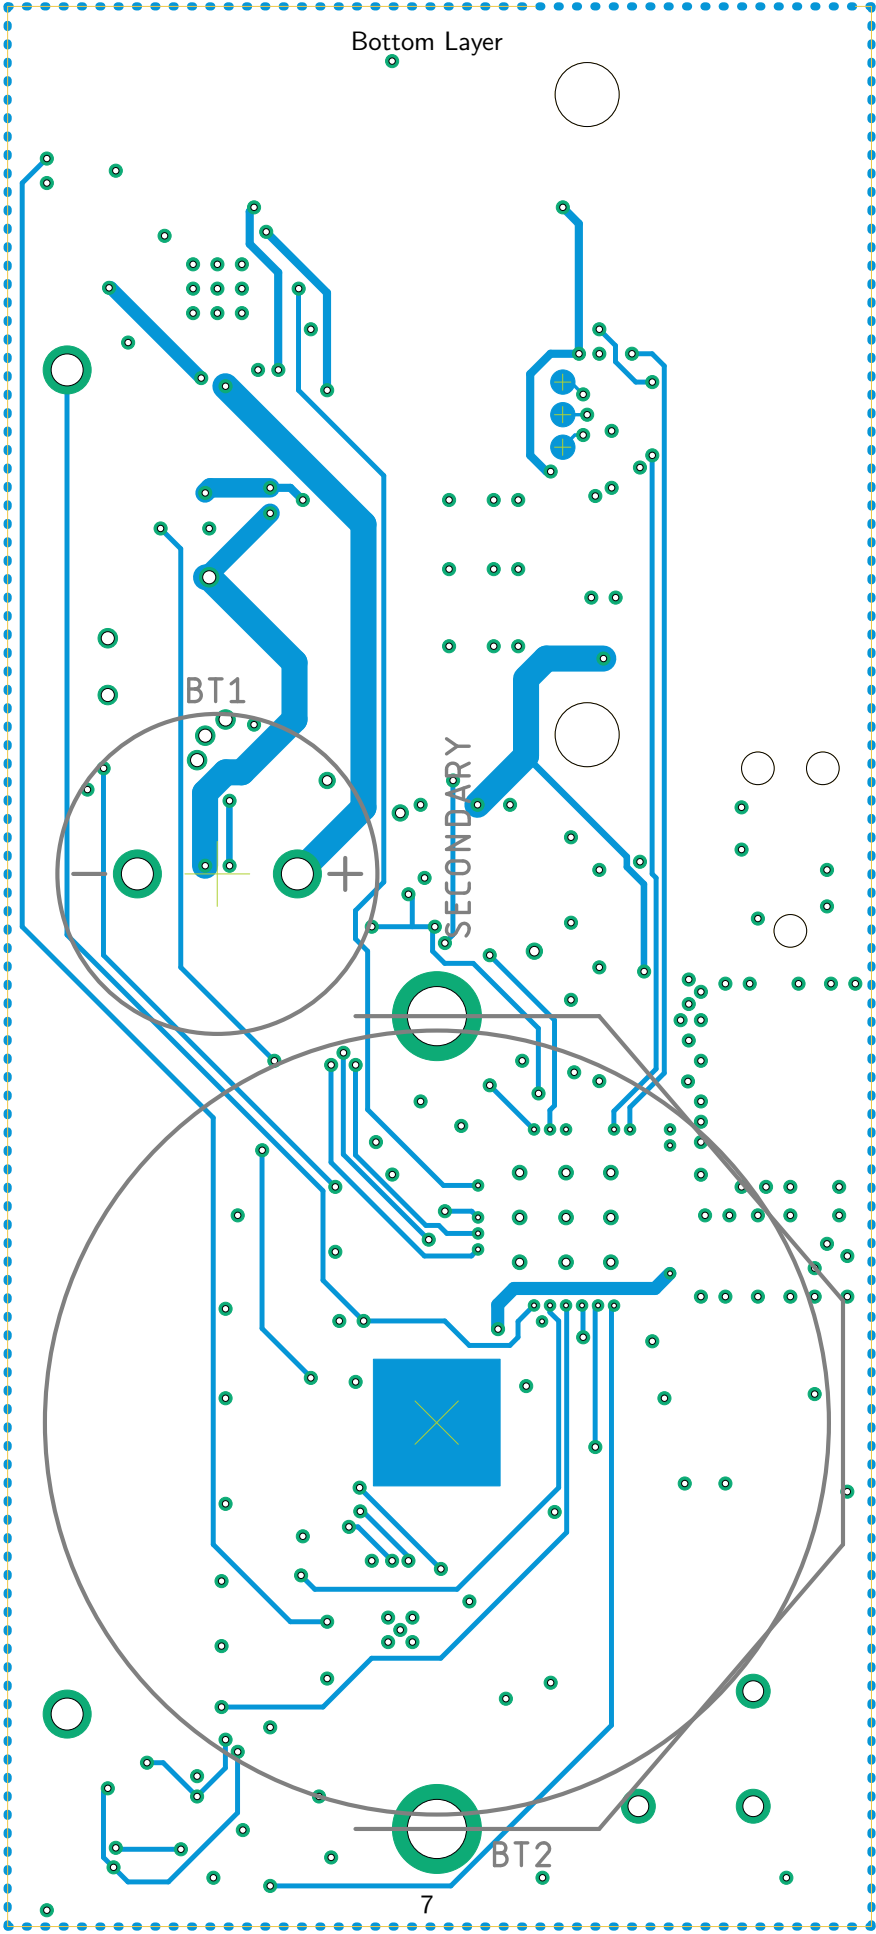 Bottom Layer
BT1
SECONDARY
− +
BT2
7